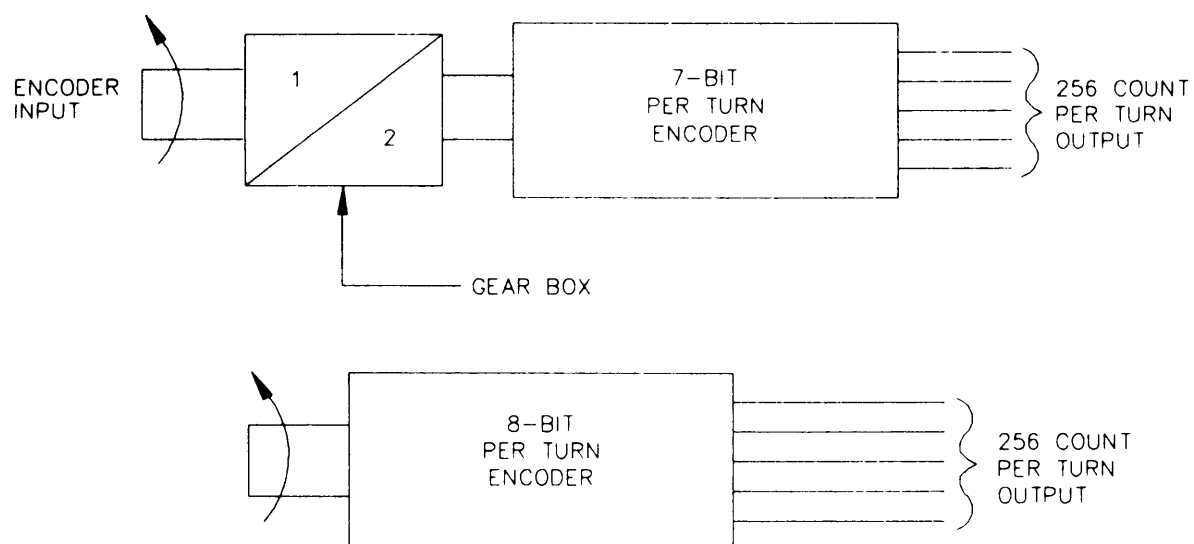 ENCODER
INPUT
1
2
7-BIT
PER TURN
ENCODER
256 COUNT
PER TURN
OUTPUT
GEAR BOX
8-BIT
PER TURN
ENCODER
256 COUNT
PER TURN
OUTPUT